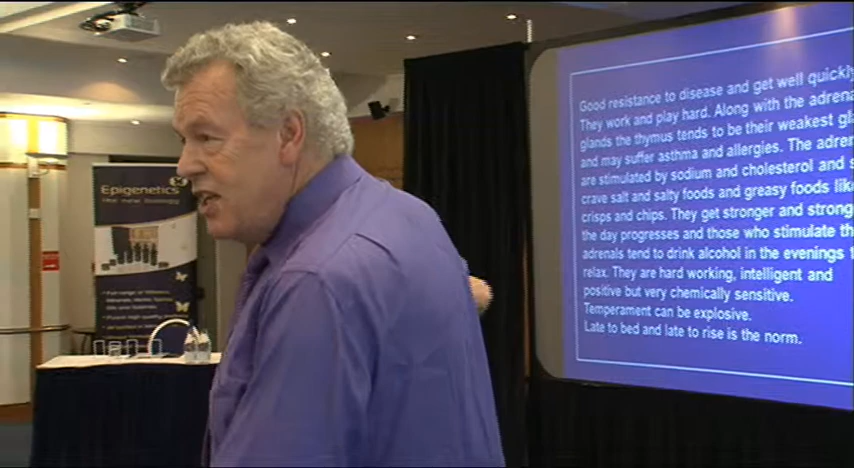 Epigenetics
the new biology
Good resistance to disease and get well quickly
They work and play hard. Along with the adrena
glands the thymus tends to be their weakest gla
and may suffer asthma and allergies. The adren
are stimulated by sodium and cholesterol and s
crave salt and salty foods and greasy foods like
crisps and chips. They get stronger and strong
the day progresses and those who stimulate the
adrenals tend to drink alcohol in the evenings t
relax. They are hard working, intelligent and
positive but very chemically sensitive.
Temperament can be explosive.
Late to bed and late to rise is the norm.